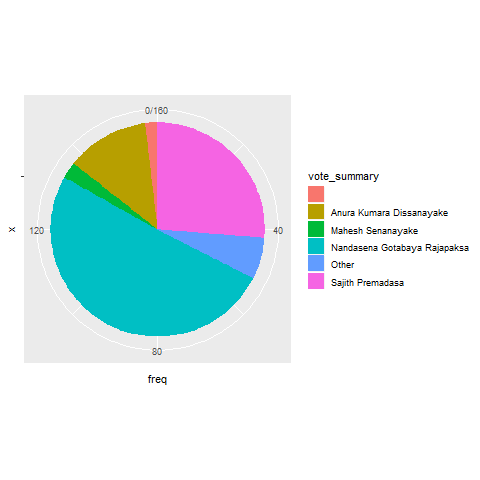 0/160
120
40
80
x
freq
vote_summary
Anura Kumara Dissanayake
Mahesh Senanayake
Nandasena Gotabaya Rajapaksa
Other
Sajith Premadasa